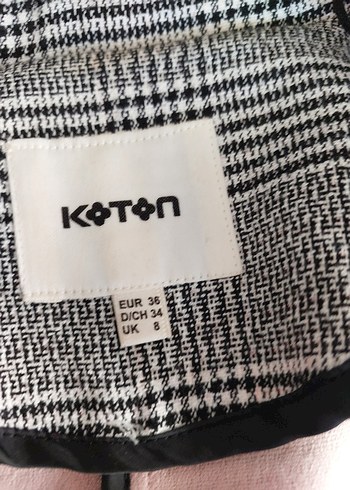 KOTON
EUR 36
D/CH 34
UK 8